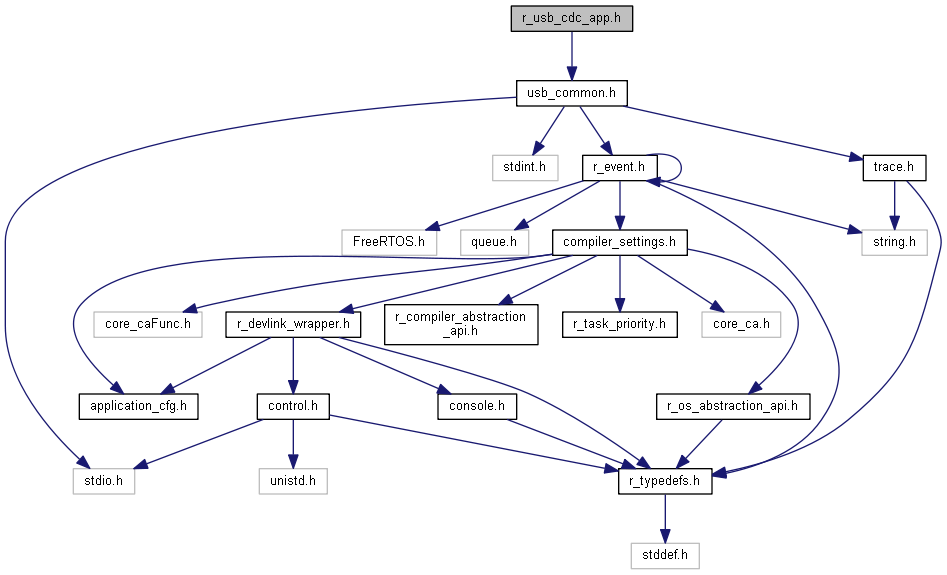 r_usb_cdc_app.h
usb_common.h
stdint.h
r_event.h
trace.h
FreeRTOS.h
queue.h
compiler_settings.h
string.h
core_caFunc.h
r_devlink_wrapper.h
r_compiler_abstraction
_api.h
r_task_priority.h
core_ca.h
application_cfg.h
control.h
console.h
r_os_abstraction_api.h
stdio.h
unistd.h
r_typedefs.h
stddef.h